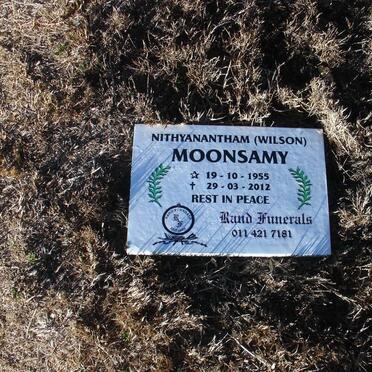 NITHYANANTHAM (WILSON)
MOONSAMY
☆ 19 - 10 - 1955
† 29 - 03 - 2012
REST IN PEACE
Rand Funerals
011 421 7181